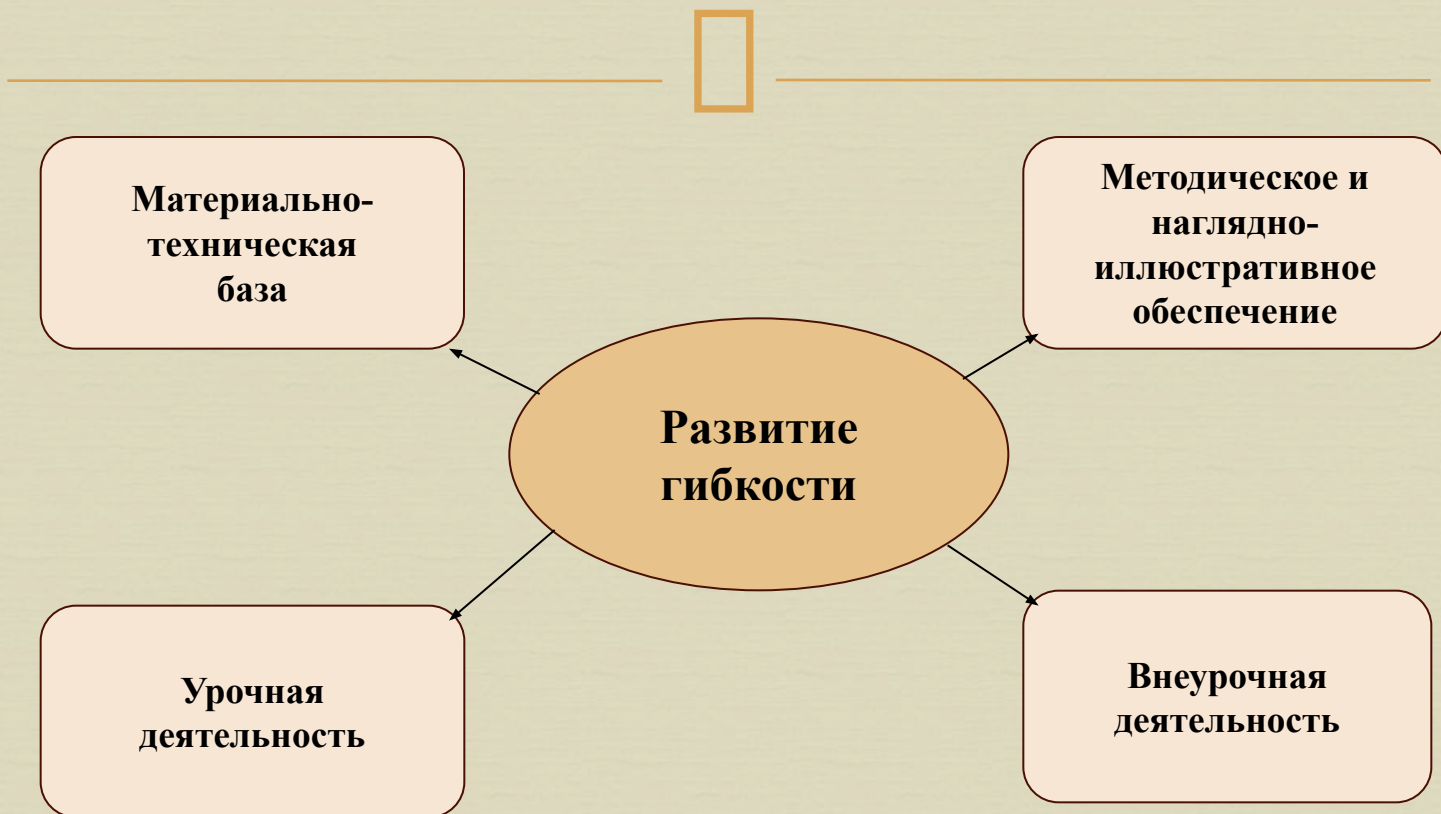 Материально-
техническая
база
Методическое и
наглядно-
иллюстративное
обеспечение
Развитие
гибкости
Урочная
деятельность
Внеурочная
деятельность